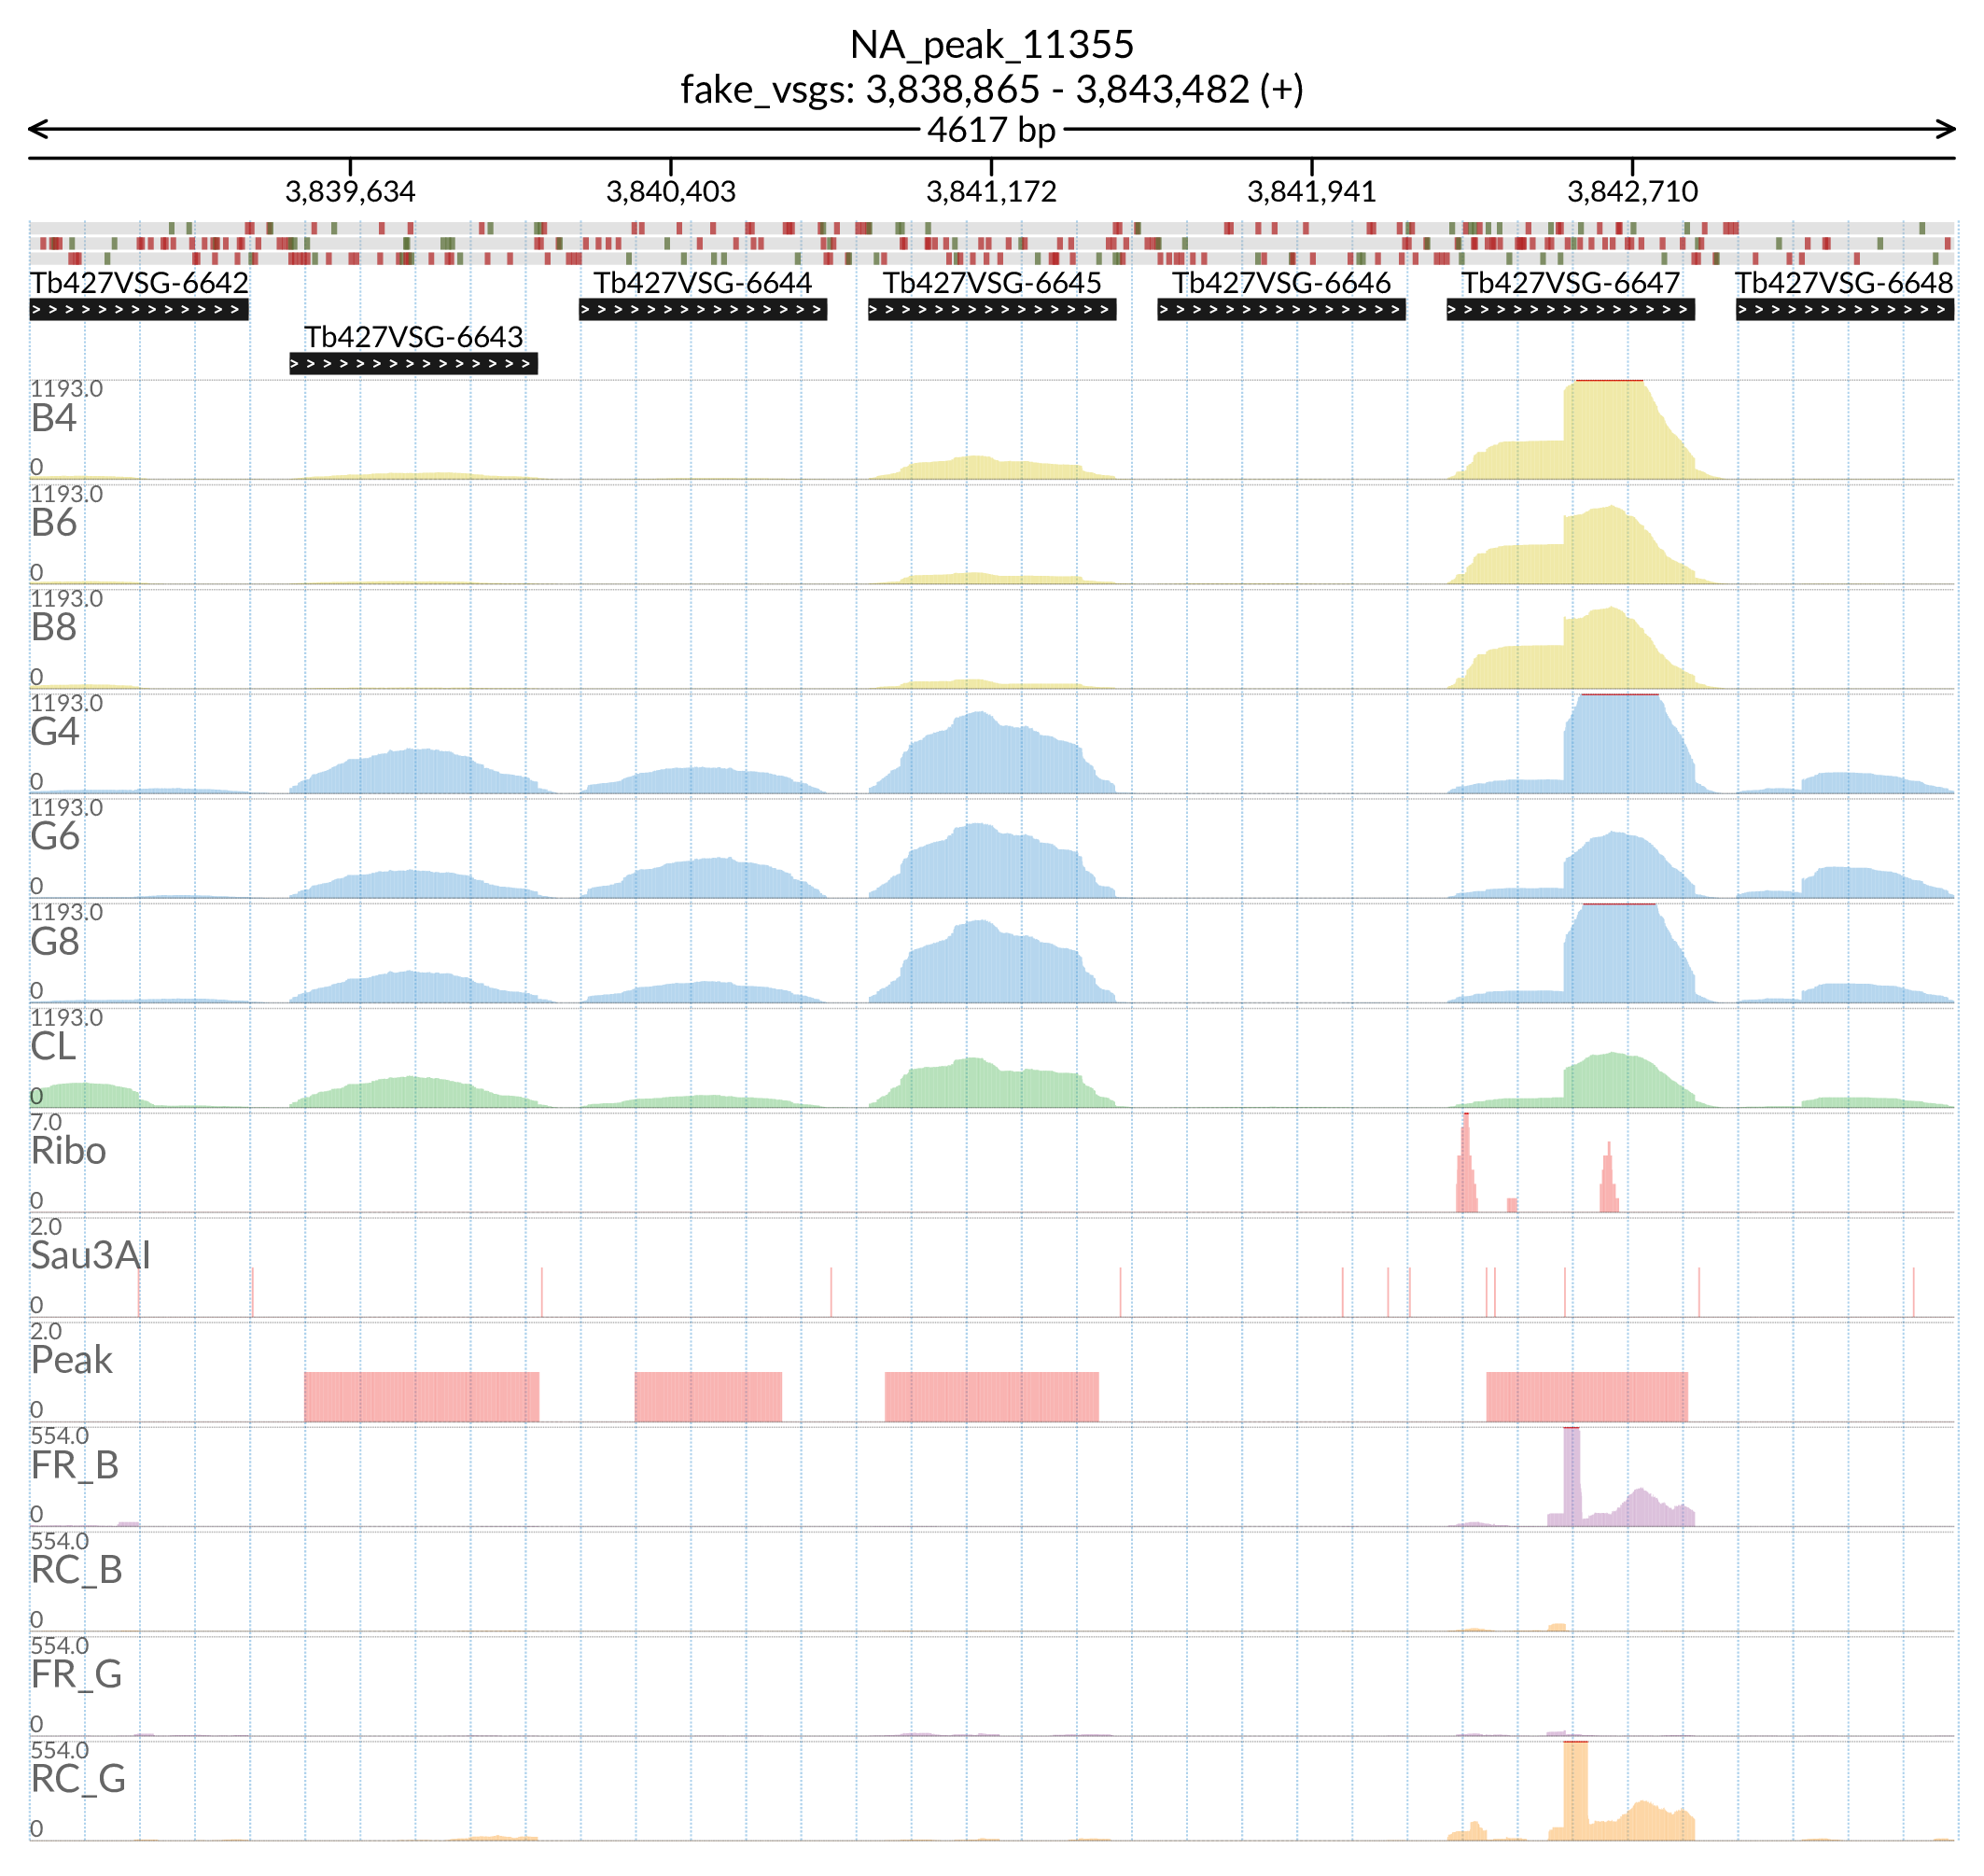 NA_peak_11355
fake_vsgs: 3,838,865 - 3,843,482 (+)
4617 bp
3,839,634 3,840,403 3,841,172 3,841,941 3,842,710
Tb427VSG-6642 Tb427VSG-6644 Tb427VSG-6645 Tb427VSG-6646 Tb427VSG-6647 Tb427VSG-6648
Tb427VSG-6643
1193.0
B4
0
1193.0
B6
0
1193.0
B8
0
1193.0
G4
0
1193.0
G6
0
1193.0
G8
0
1193.0
CL
0
7.0
Ribo
0
2.0
Sau3AI
0
2.0
Peak
0
554.0
FR_B
0
554.0
RC_B
0
554.0
FR_G
0
554.0
RC_G
0